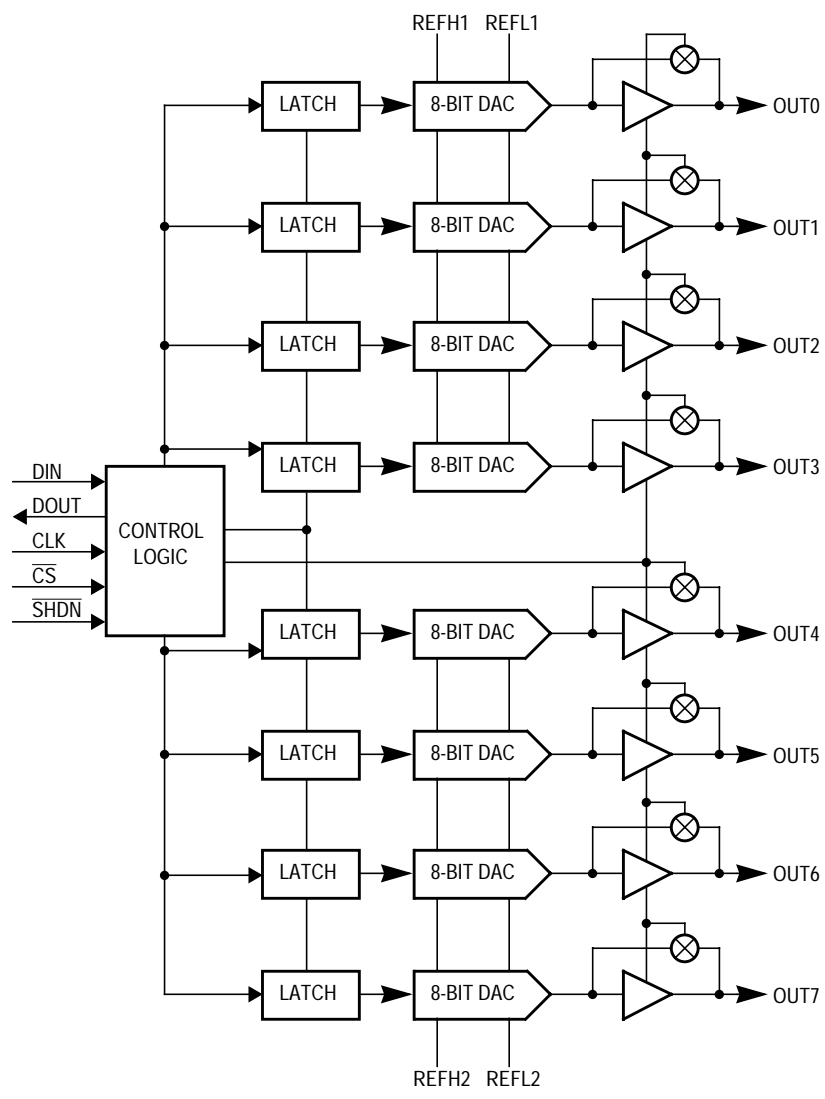 REFH1 REFL1
LATCH 8-BIT DAC OUT0
LATCH 8-BIT DAC OUT1
LATCH 8-BIT DAC OUT2
LATCH 8-BIT DAC OUT3
DIN
DOUT
CLK
CS
SHDN
CONTROL
LOGIC
LATCH 8-BIT DAC OUT4
LATCH 8-BIT DAC OUT5
LATCH 8-BIT DAC OUT6
LATCH 8-BIT DAC OUT7
REFH2 REFL2